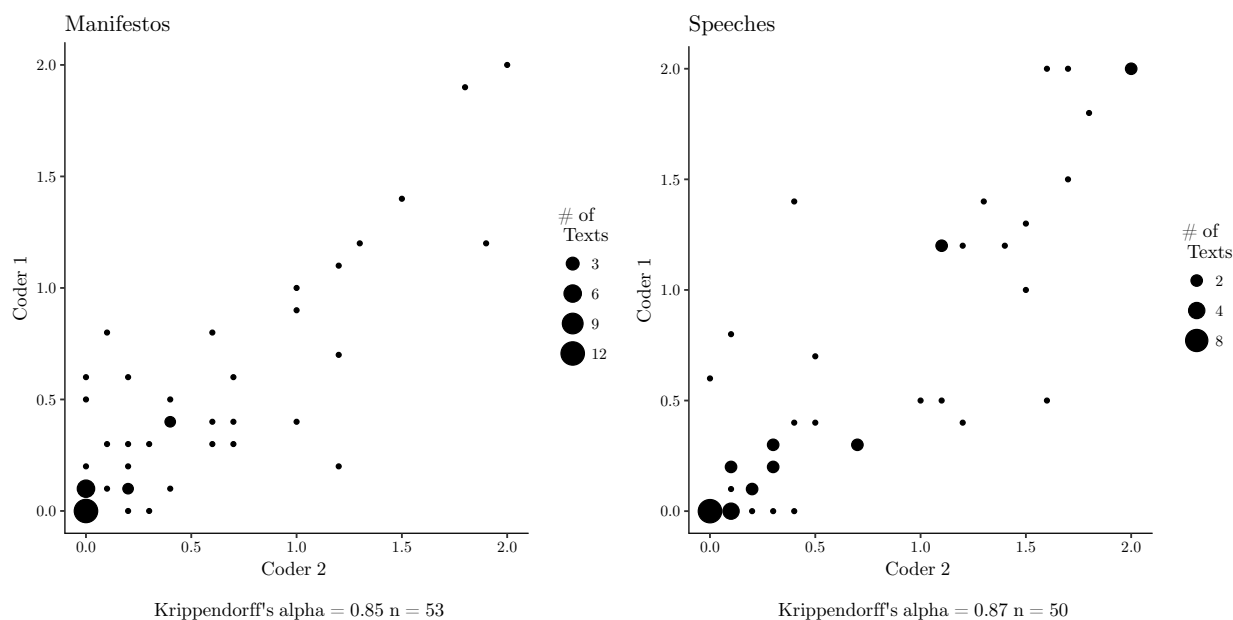 Manifestos
2.0
1.5
1.0
0.5
0.0
Coder 1
0.0 0.5 1.0 1.5 2.0
Coder 2
# of
Texts
3
6
9
12
Krippendorff's alpha = 0.85 n = 53
Speeches
2.0
1.5
1.0
0.5
0.0
Coder 1
0.0 0.5 1.0 1.5 2.0
Coder 2
# of
Texts
2
4
8
Krippendorff's alpha = 0.87 n = 50